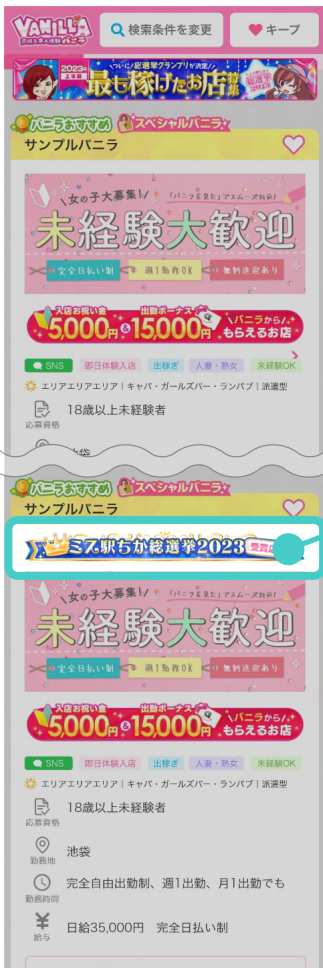 VANILLA
高収入求人情報 バニラ
検索条件を変更
キープ
2023年
上半期
ついに!総選挙グランプリが決定!!
最も稼げたお店特集
バニラおすすめ スペシャルバニラ
サンプルバニラ
女の子大募集!
「バニラを見た」でスムーズ対応!
未経験大歓迎
完全日払い制 週1勤務OK 無料送迎あり
入店お祝い金 出勤ボーナス
5,000円&15,000円
バニラから
もらえるお店
SNS 即日体験入店 出稼ぎ 人妻・熟女 未経験OK
エリアエリアエリア | キャバ・ガールズバー・ランパブ | 派遣型
応募資格 18歳以上未経験者
池袋
バニラおすすめ スペシャルバニラ
サンプルバニラ
ミス駅ちか総選挙2023 受賞
女の子大募集!
「バニラを見た」でスムーズ対応!
未経験大歓迎
完全日払い制 週1勤務OK 無料送迎あり
入店お祝い金 出勤ボーナス
5,000円&15,000円
バニラから
もらえるお店
SNS 即日体験入店 出稼ぎ 人妻・熟女 未経験OK
エリアエリアエリア | キャバ・ガールズバー・ランパブ | 派遣型
応募資格 18歳以上未経験者
勤務地 池袋
勤務時間 完全自由出勤制、週1出勤、月1出勤でも
給与 日給35,000円 完全日払い制